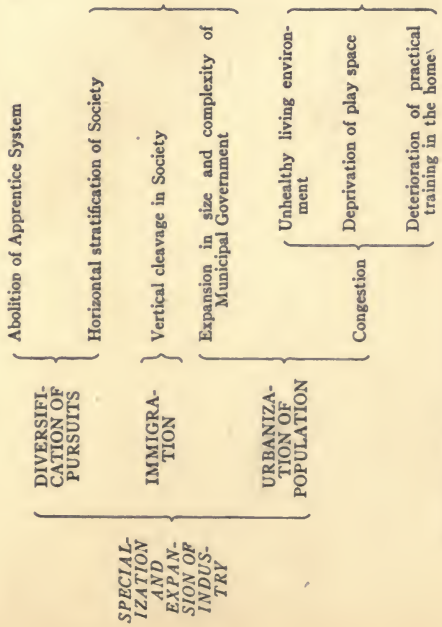 SPECIAL-
IZATION
AND
EXPAN-
SION OF
INDUS-
TRY
DIVERSIFI-
CATION OF
PURSUITS
Abolition of Apprentice System
Horizontal stratification of Society
IMMIGRA-
TION
Vertical cleavage in Society
URBANIZA-
TION OF
POPULATION
Expansion in size and complexity of
Municipal Government
Congestion
Unhealthy living environ-
ment
Deprivation of play space
Deterioration of practical
training in the home